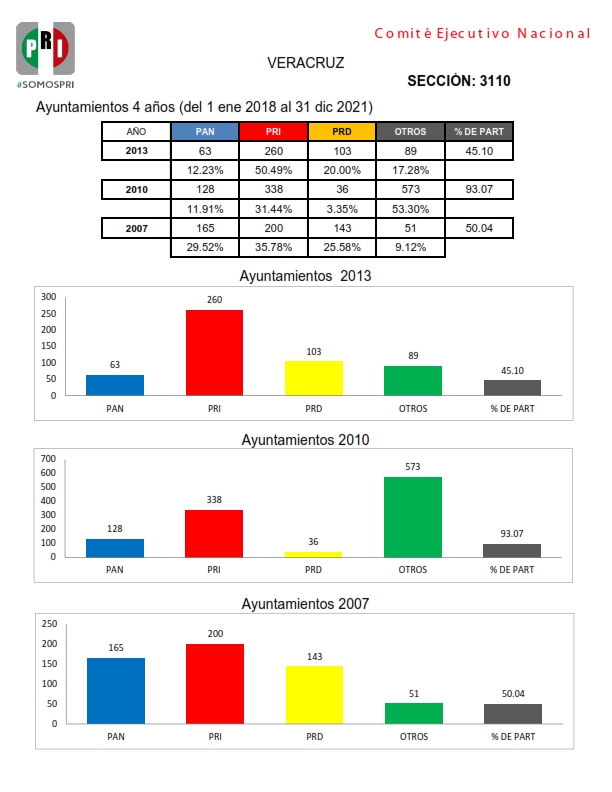 Comité Ejecutivo Nacional
PRI
#SOMOSPRI
VERACRUZ
SECCIÓN: 3110
Ayuntamientos 4 años (del 1 ene 2018 al 31 dic 2021)
AÑO PAN PRI PRD OTROS % DE PART
2013 63 260 103 89 45.10
12.23% 50.49% 20.00% 17.28%
2010 128 338 36 573 93.07
11.91% 31.44% 3.35% 53.30%
2007 165 200 143 51 50.04
29.52% 35.78% 25.58% 9.12%
Ayuntamientos 2013
300
250
200
150
100
50
0
63 260 103 89 45.10
PAN PRI PRD OTROS % DE PART
Ayuntamientos 2010
700
600
500
400
300
200
100
0
128 338 36 573 93.07
PAN PRI PRD OTROS % DE PART
Ayuntamientos 2007
250
200
150
100
50
0
165 200 143 51 50.04
PAN PRI PRD OTROS % DE PART